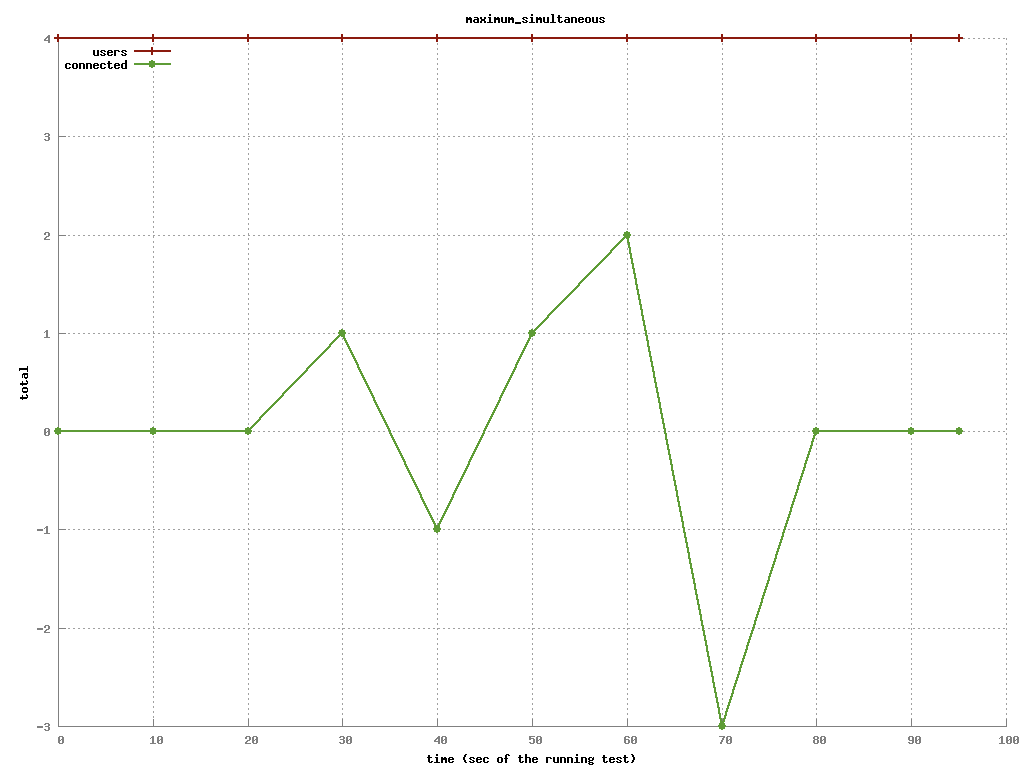 maximum_simultaneous
4
users
connected
3
2
1
total
0
-1
-2
-3
0 10 20 30 40 50 60 70 80 90 100
time (sec of the running test)